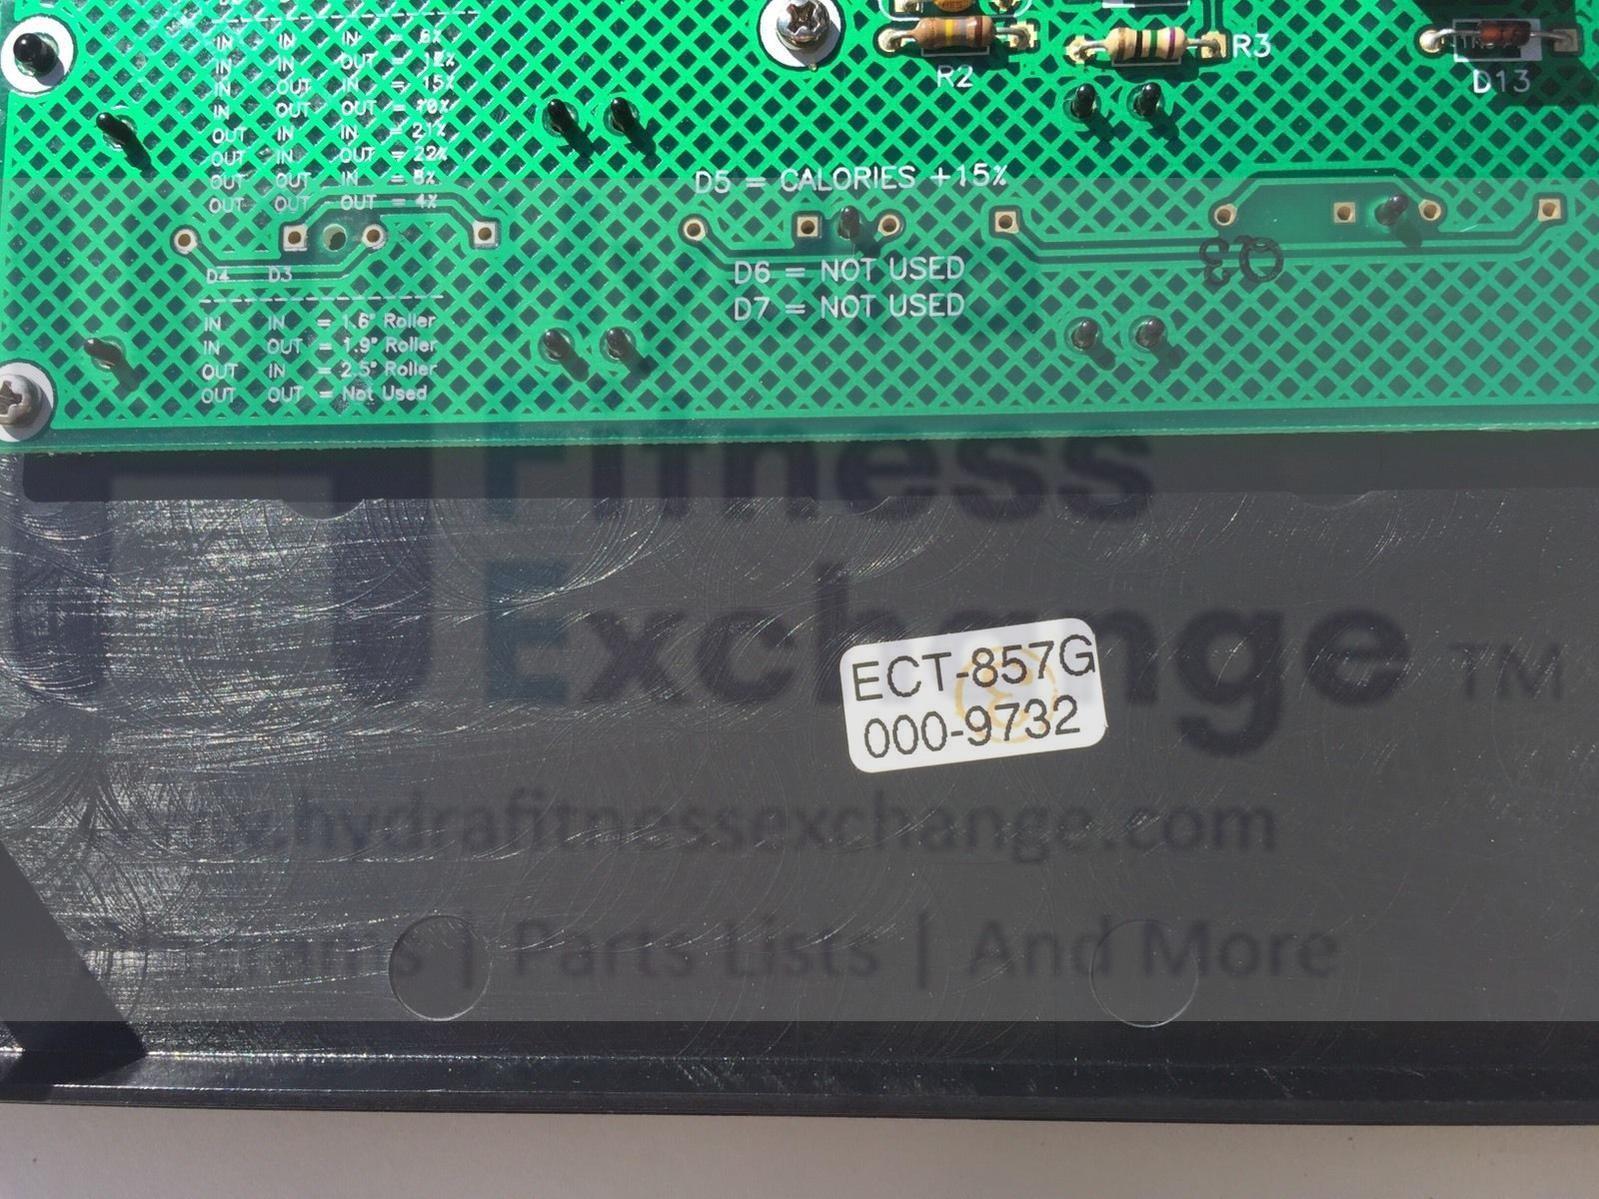 R2
R3
D13
IN IN IN = 6%
IN IN OUT = 12%
IN OUT IN = 15%
IN OUT OUT = 10%
OUT IN IN = 21%
OUT IN OUT = 22%
OUT OUT IN = 8%
OUT OUT OUT = 4%
D5 = CALORIES +15%
D4 D3
Q3
D6 = NOT USED
D7 = NOT USED
IN IN = 1.6" Roller
IN OUT = 1.9" Roller
OUT IN = 2.5" Roller
OUT OUT = Not Used
Fitness
Exchange TM
ECT-857G
000-9732
www.hydrafitnessexchange.com
Diagrams | Parts Lists | And More